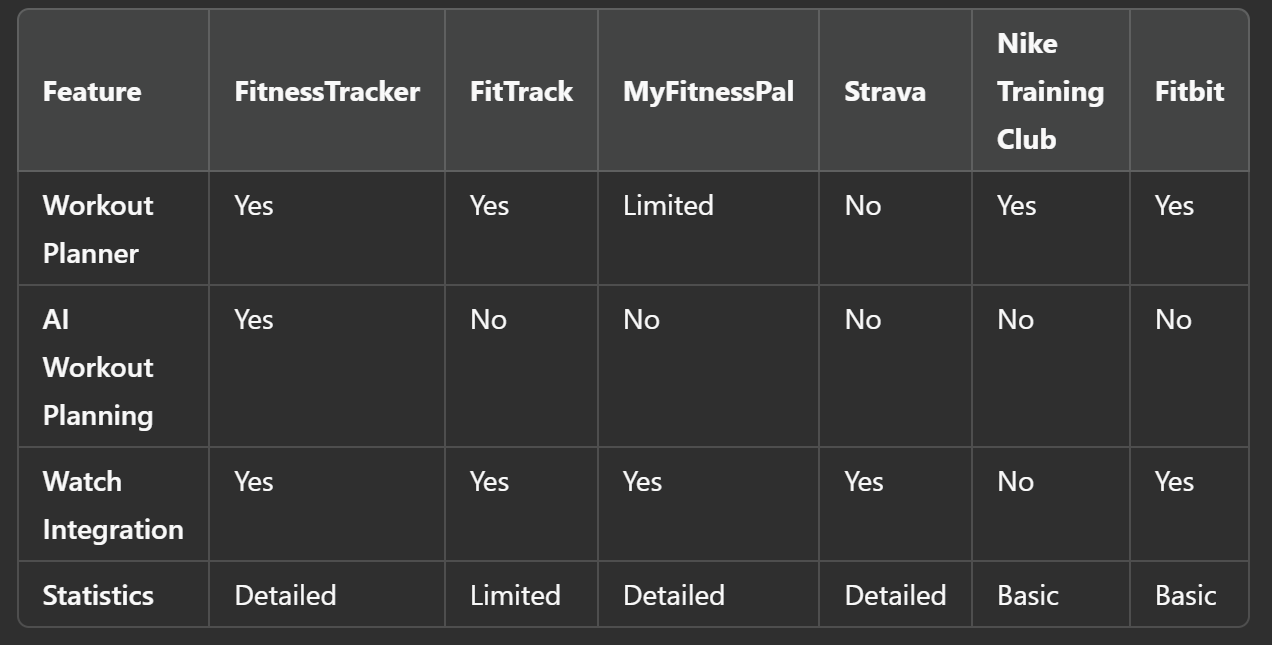 Feature FitnessTracker FitTrack MyFitnessPal Strava Nike Training Club Fitbit
Workout Planner Yes Yes Limited No Yes Yes
AI Workout Planning Yes No No No No No
Watch Integration Yes Yes Yes Yes No Yes
Statistics Detailed Limited Detailed Detailed Basic Basic